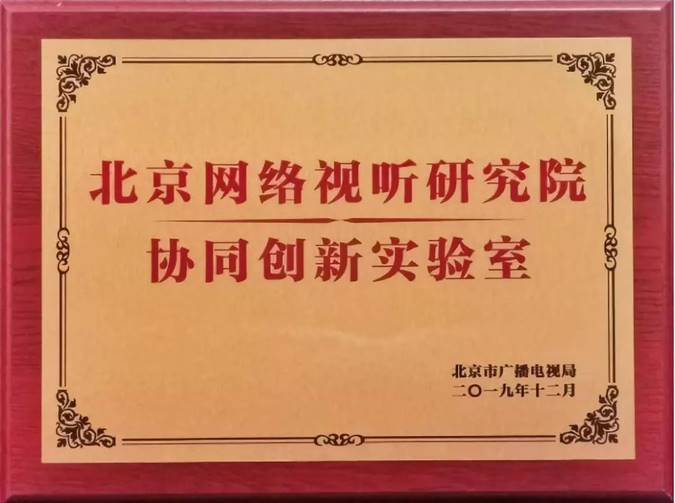 北京网络视听研究院
协同创新实验室
北京市广播电视局
二〇一九年十二月